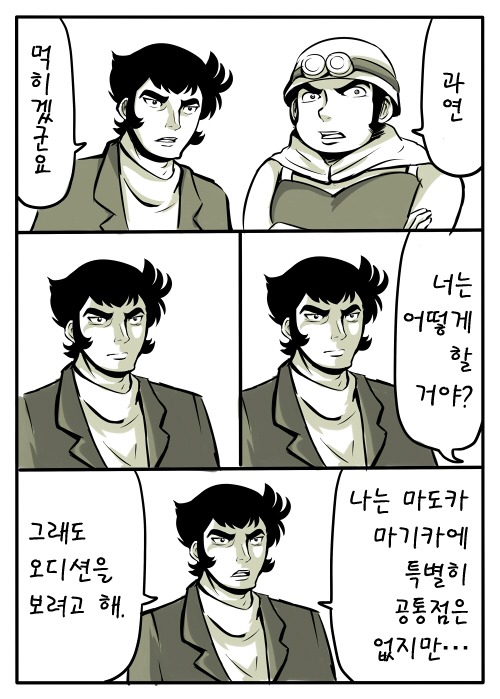 과연
먹히겠군요
너는
어떻게
할
거야?
나는 마도카
마기카에
특별히
공통점은
없지만…
그래도
오디션을
보려고 해.